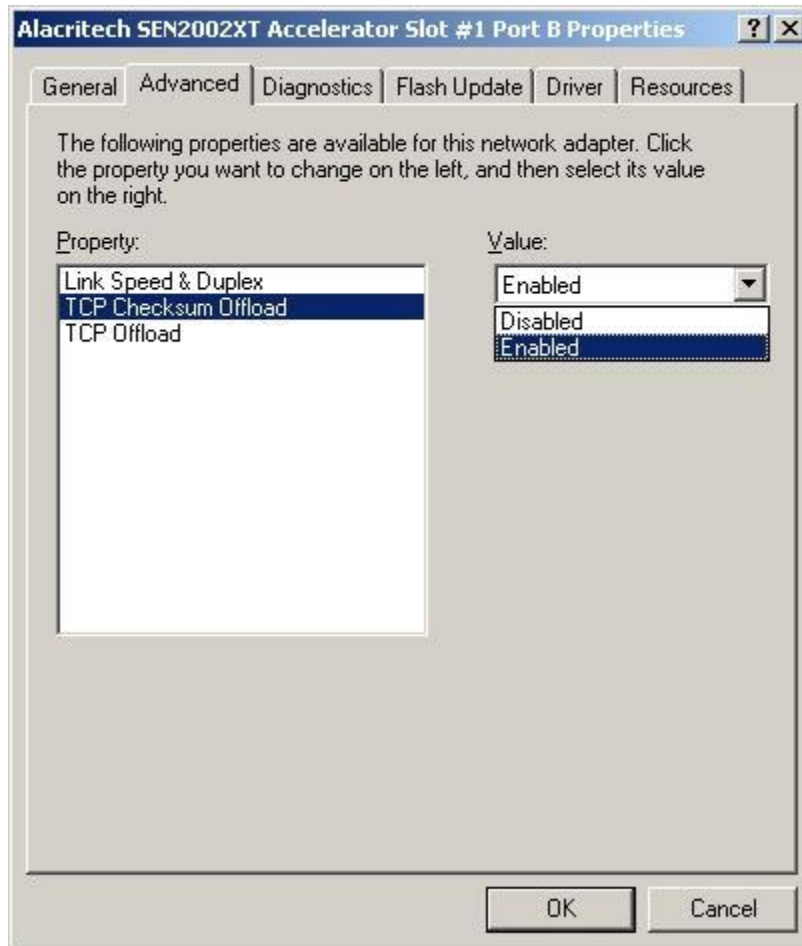 Alacritech SEN2002XT Accelerator Slot #1 Port B Properties
General Advanced Diagnostics Flash Update Driver Resources
The following properties are available for this network adapter. Click
the property you want to change on the left, and then select its value
on the right.
Property:
Link Speed & Duplex
TCP Checksum Offload
TCP Offload
Value:
Enabled
Disabled
Enabled
OK Cancel